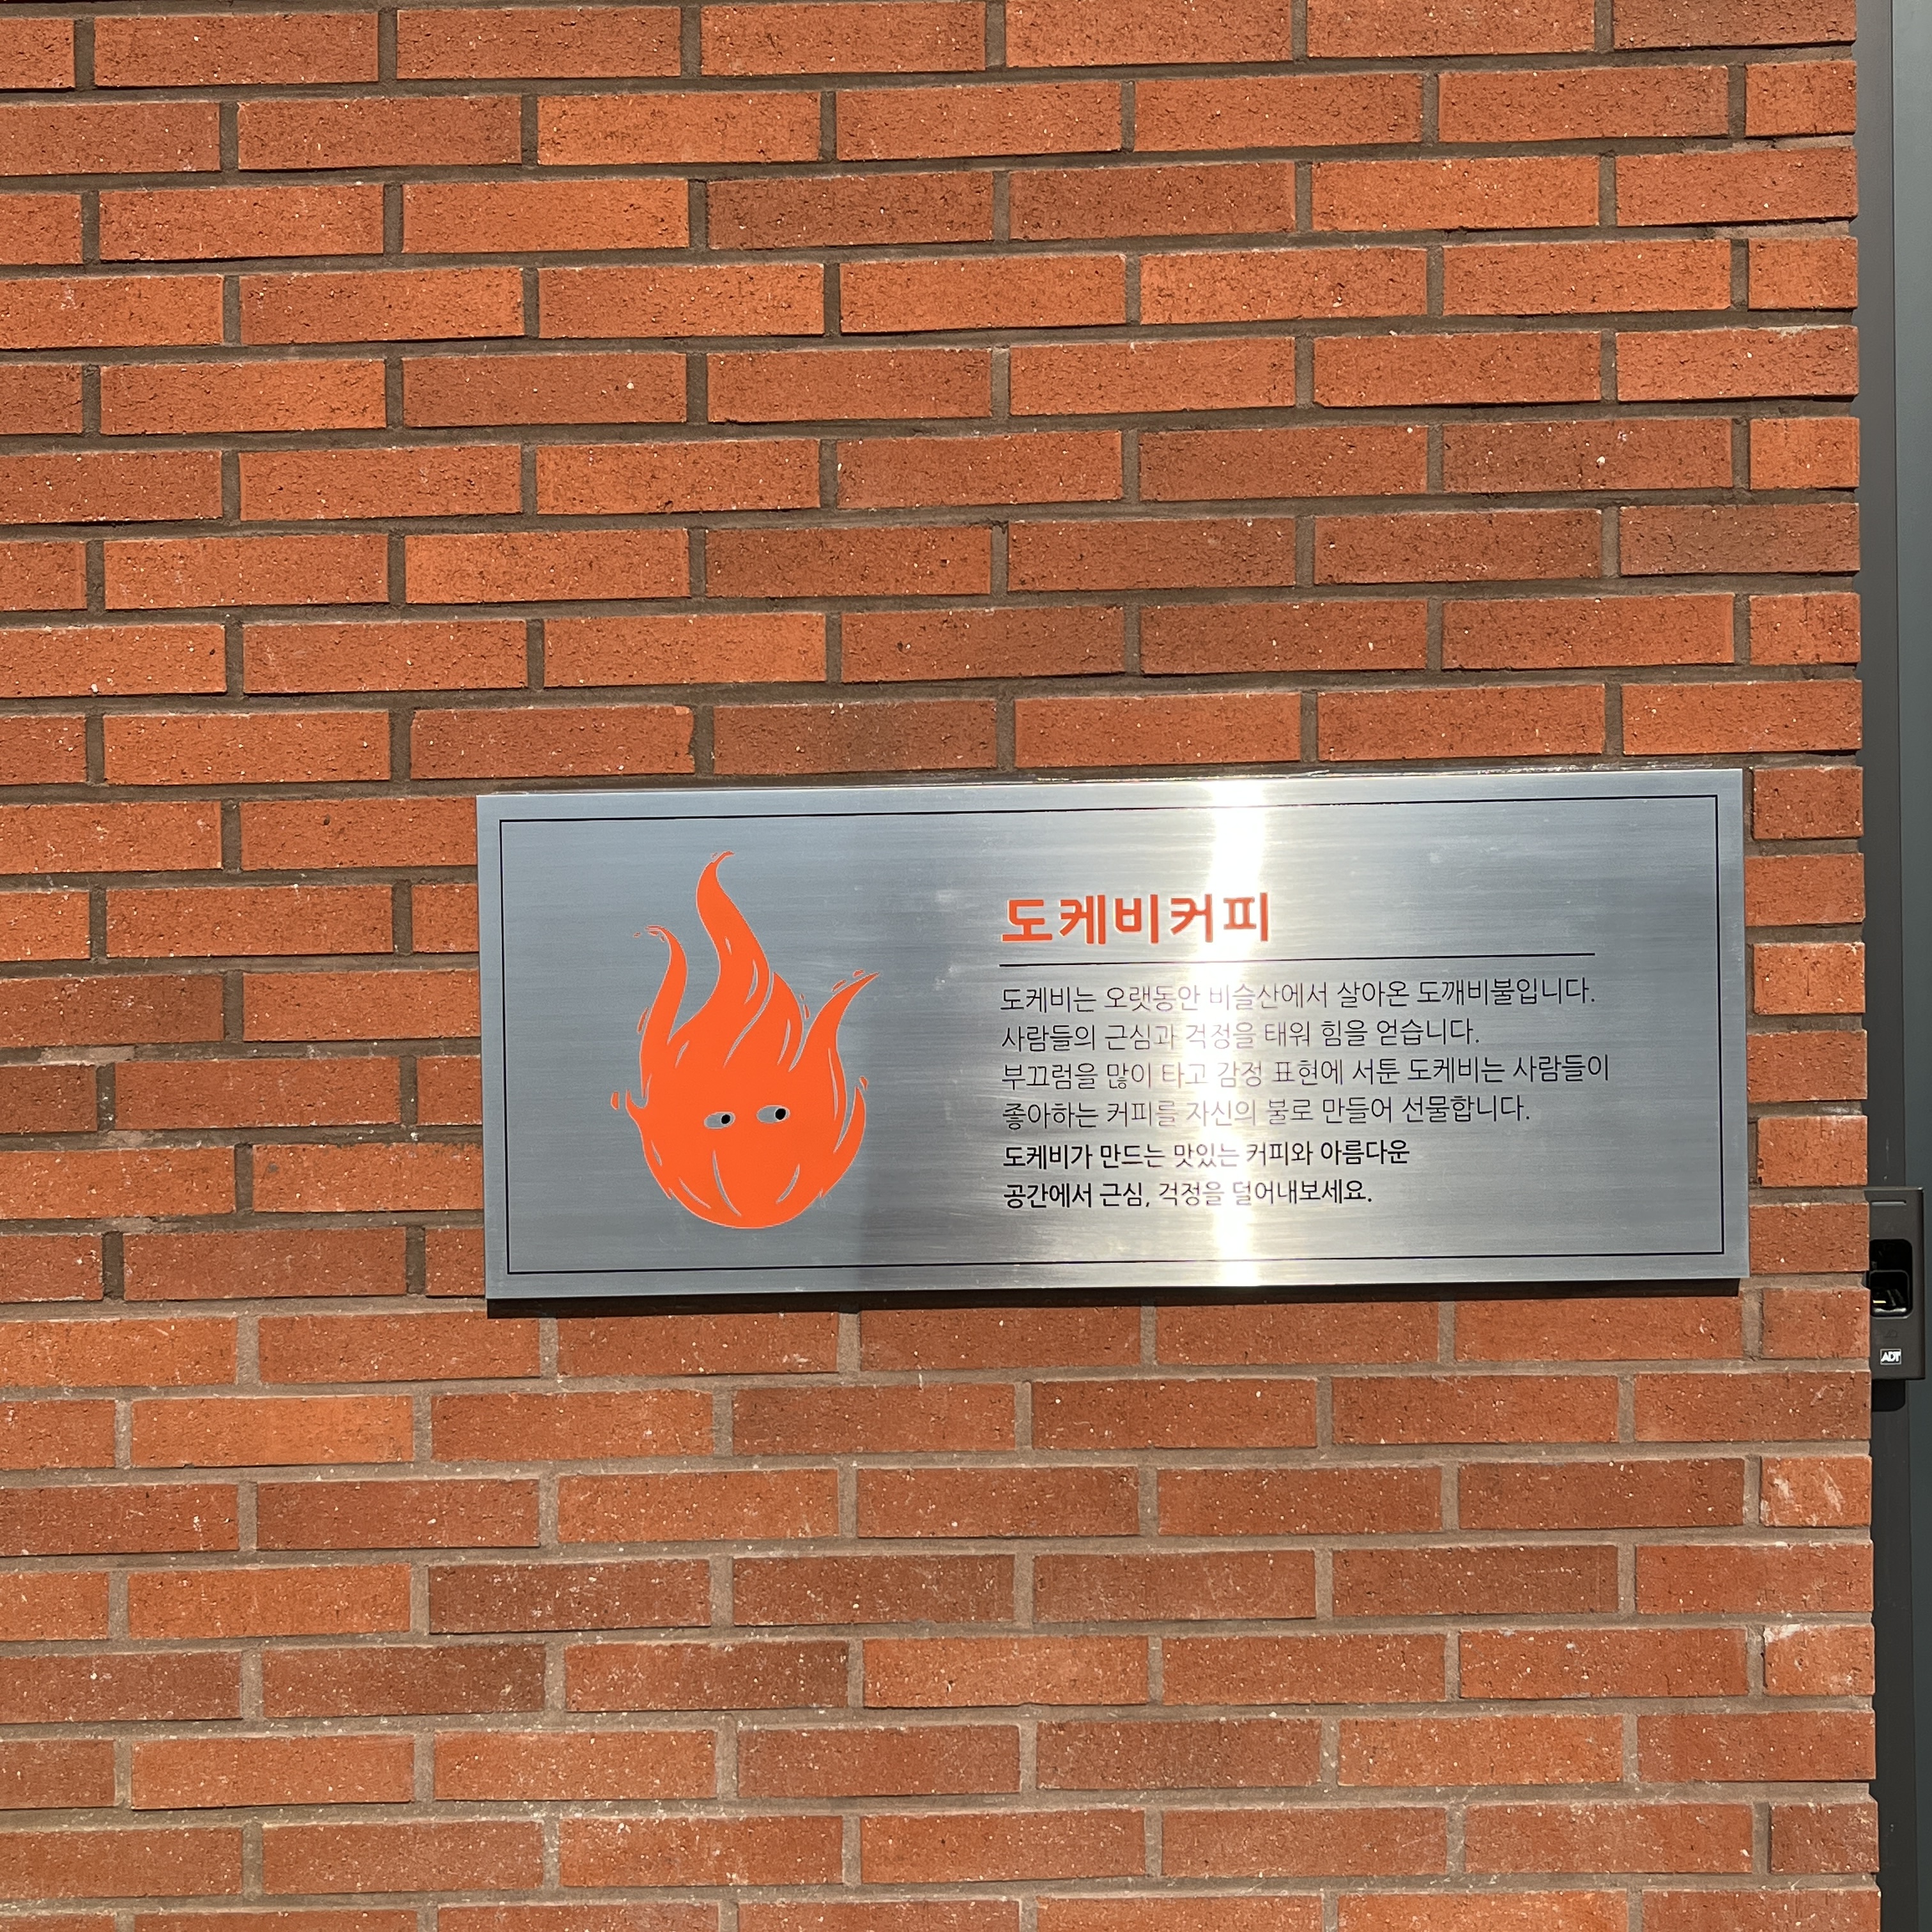 도케비커피
도케비는 오랫동안 비슬산에서 살아온 도깨비불입니다.
사람들의 근심과 걱정을 태워 힘을 얻습니다.
부끄럼을 많이 타고 감정 표현에 서툰 도케비는 사람들이
좋아하는 커피를 자신의 불로 만들어 선물합니다.
도케비가 만드는 맛있는 커피와 아름다운
공간에서 근심, 걱정을 덜어내보세요.
ADT